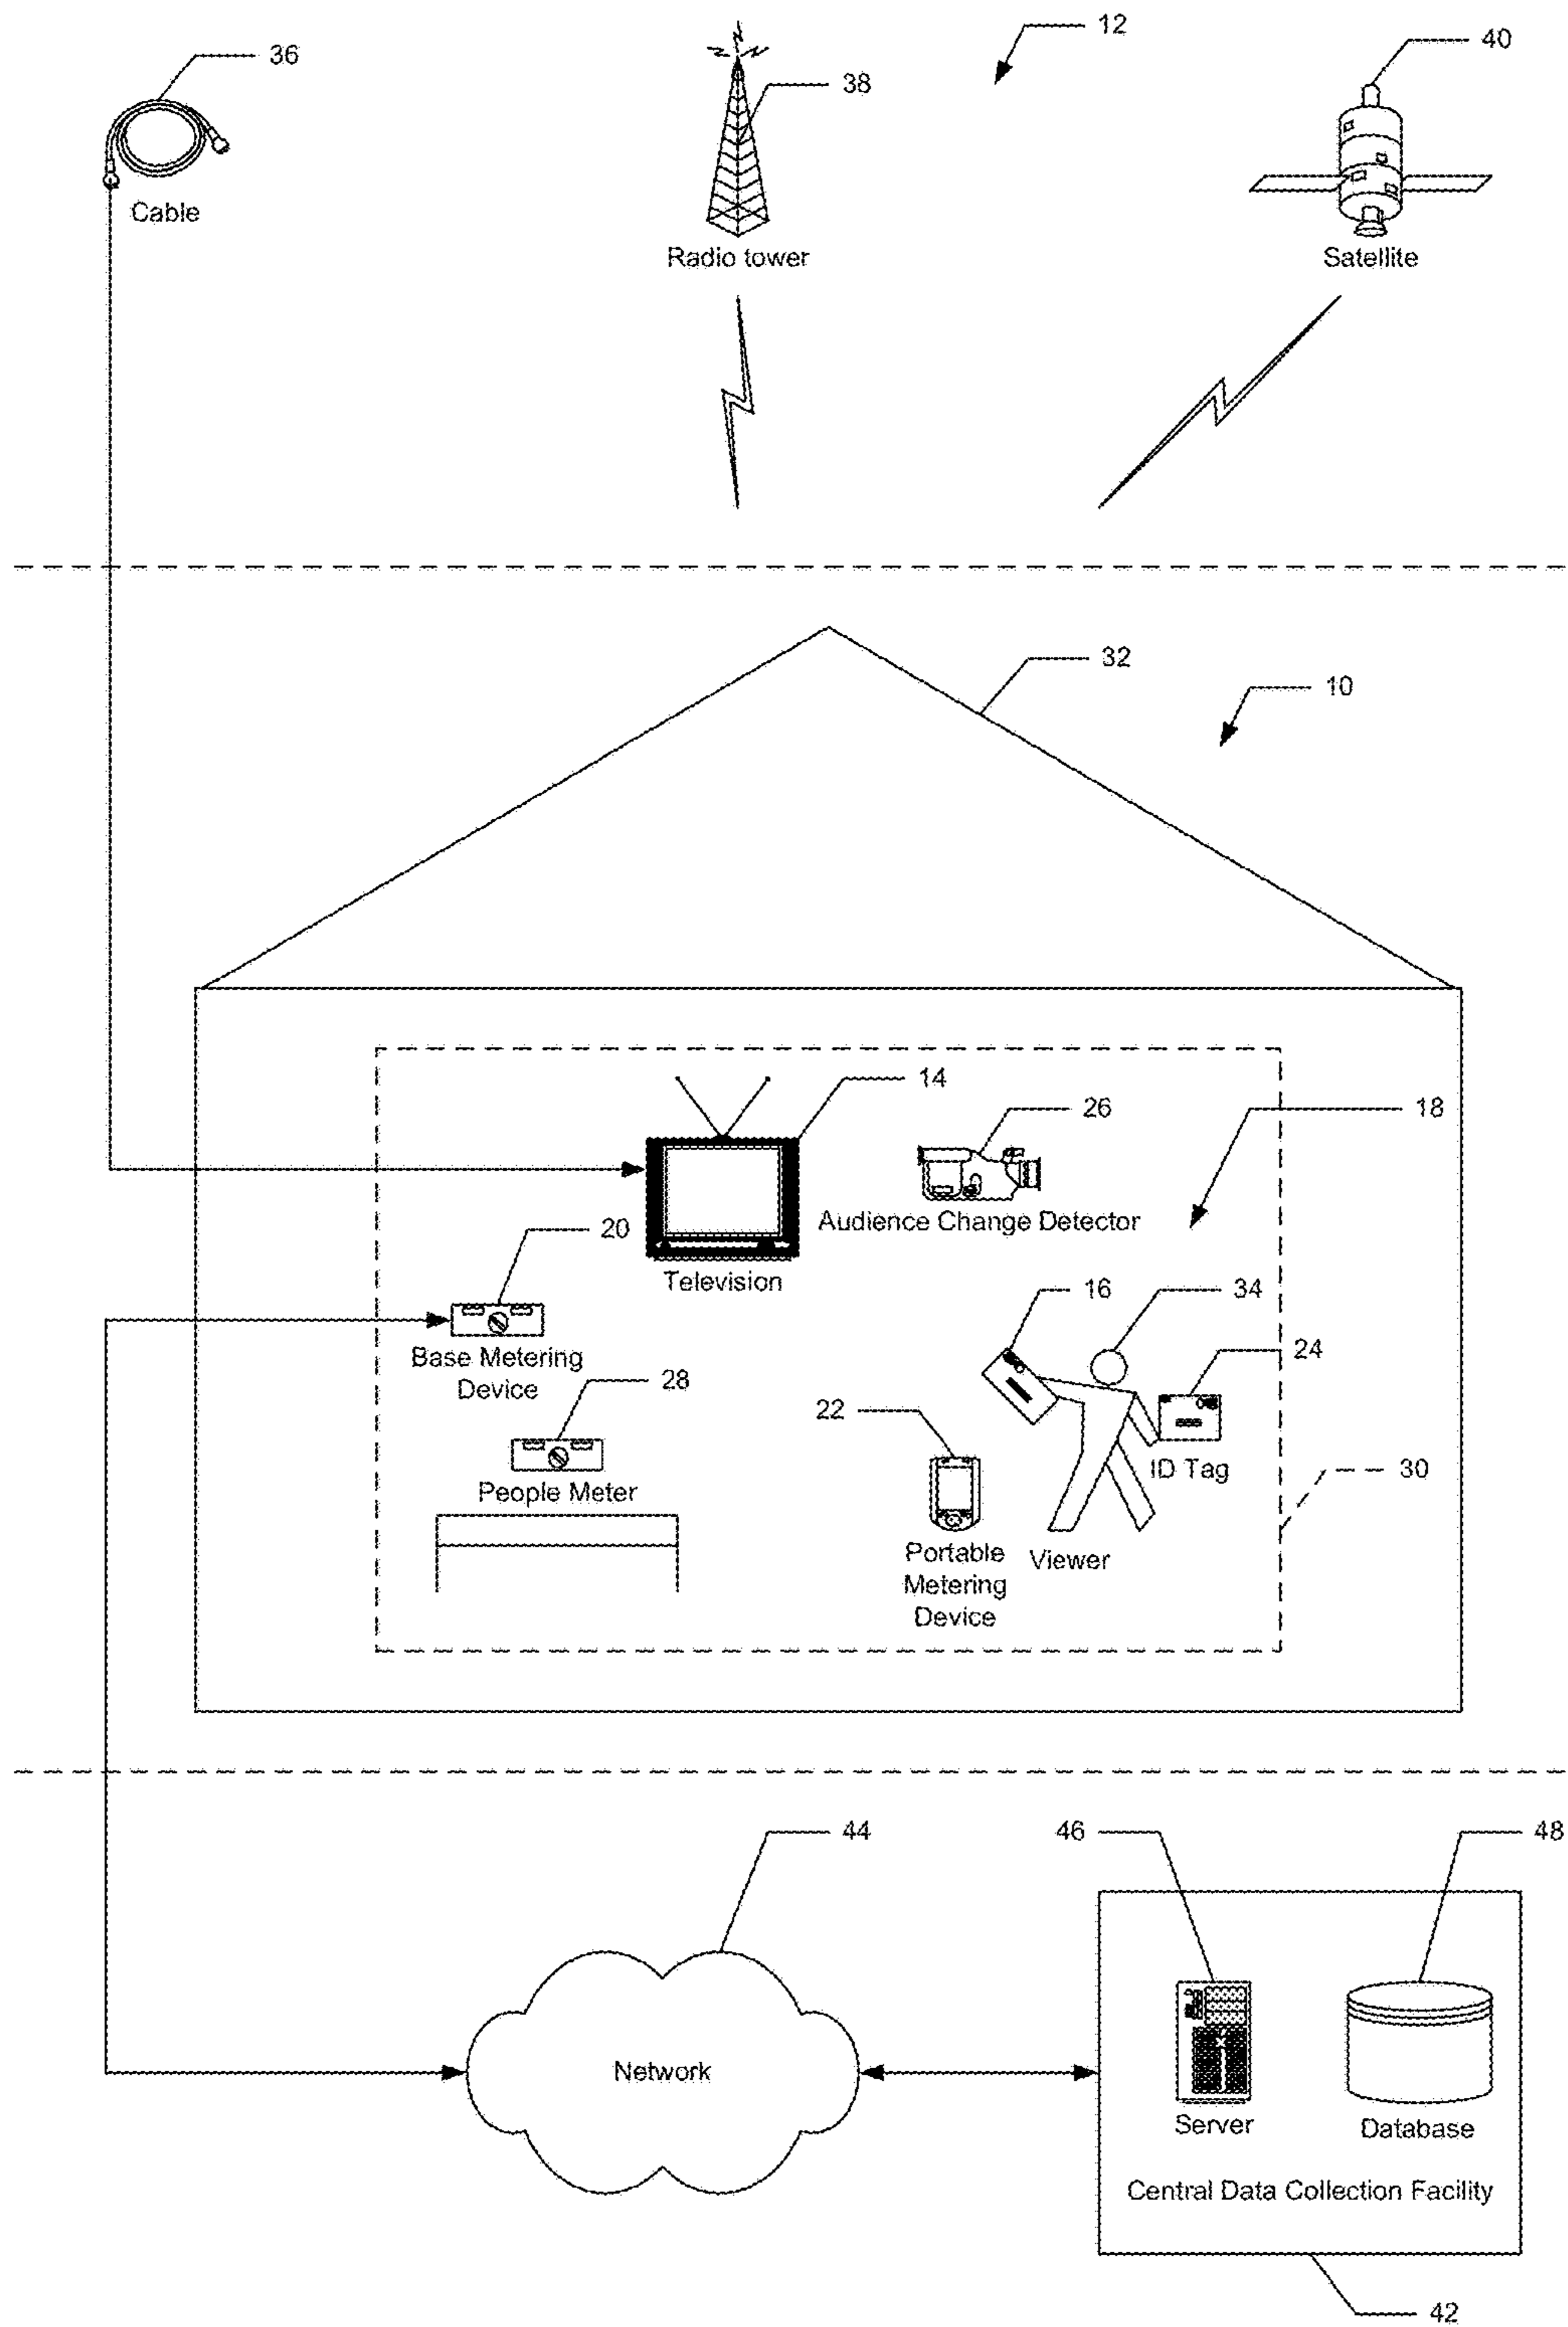 36
12
40
38
Cable
Radio tower
Satellite
32
10
14
26
18
Audience Change Detector
20
Television
16
34
Base Metering
Device
24
28
22
ID Tag
30
People Meter
Portable
Metering
Device
Viewer
44
46
48
Network
Server
Database
Central Data Collection Facility
42